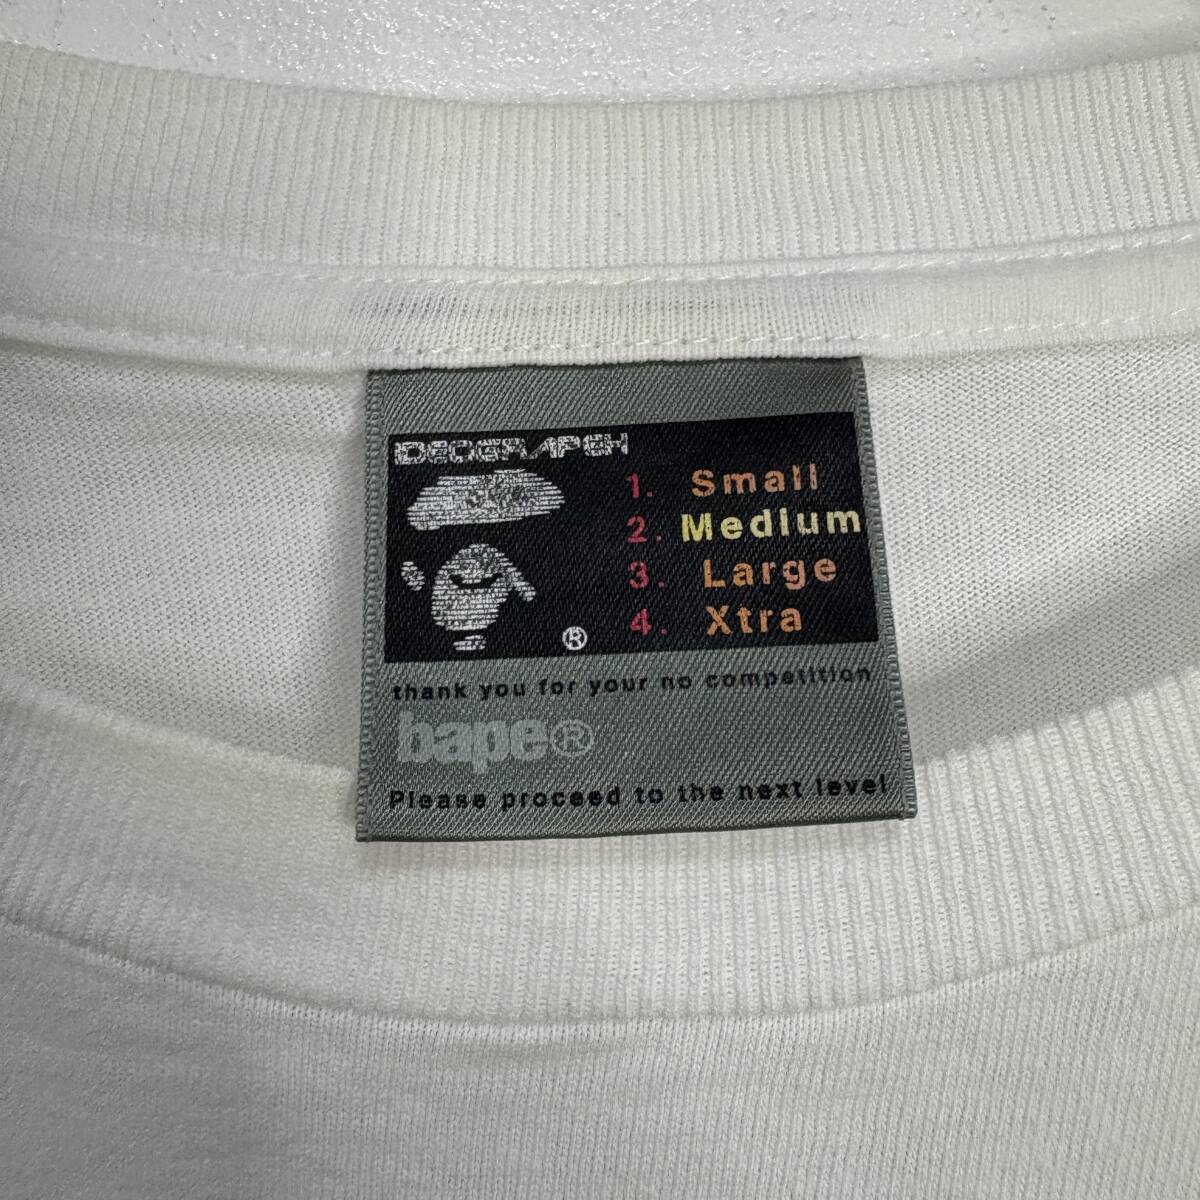 IDEOGRAPEH
1. Small
2. Medium
3. Large
4. Xtra
®
thank you for your no competition
bape®
Please proceed to the next level